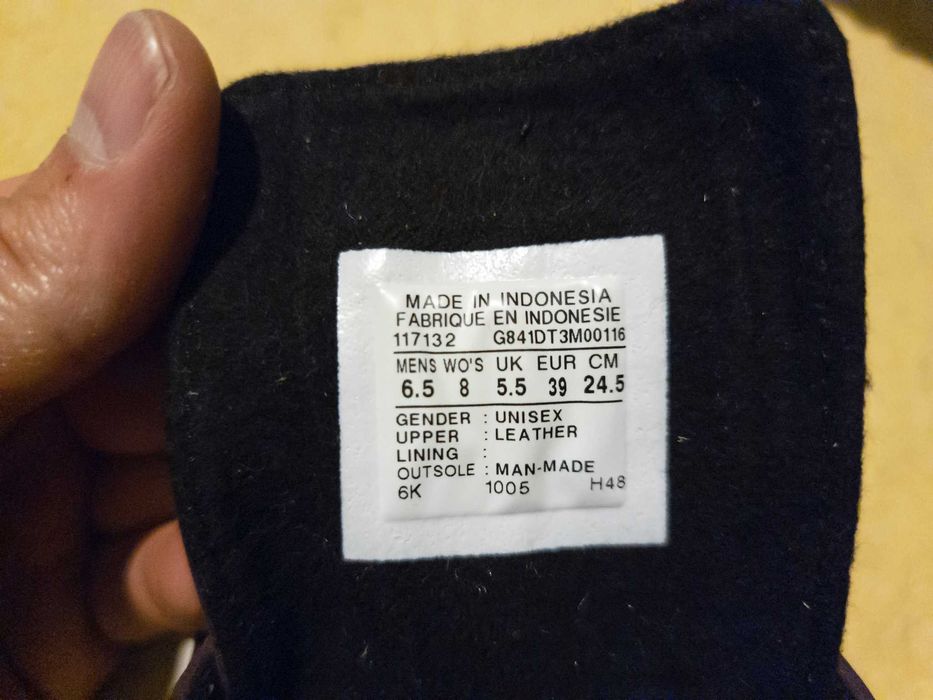 MADE IN INDONESIA
FABRIQUE EN INDONESIE
117132 G841DT3M00116
MENS WO'S UK EUR CM
6.5 8 5.5 39 24.5
GENDER : UNISEX
UPPER : LEATHER
LINING :
OUTSOLE : MAN-MADE
6K 1005 H48